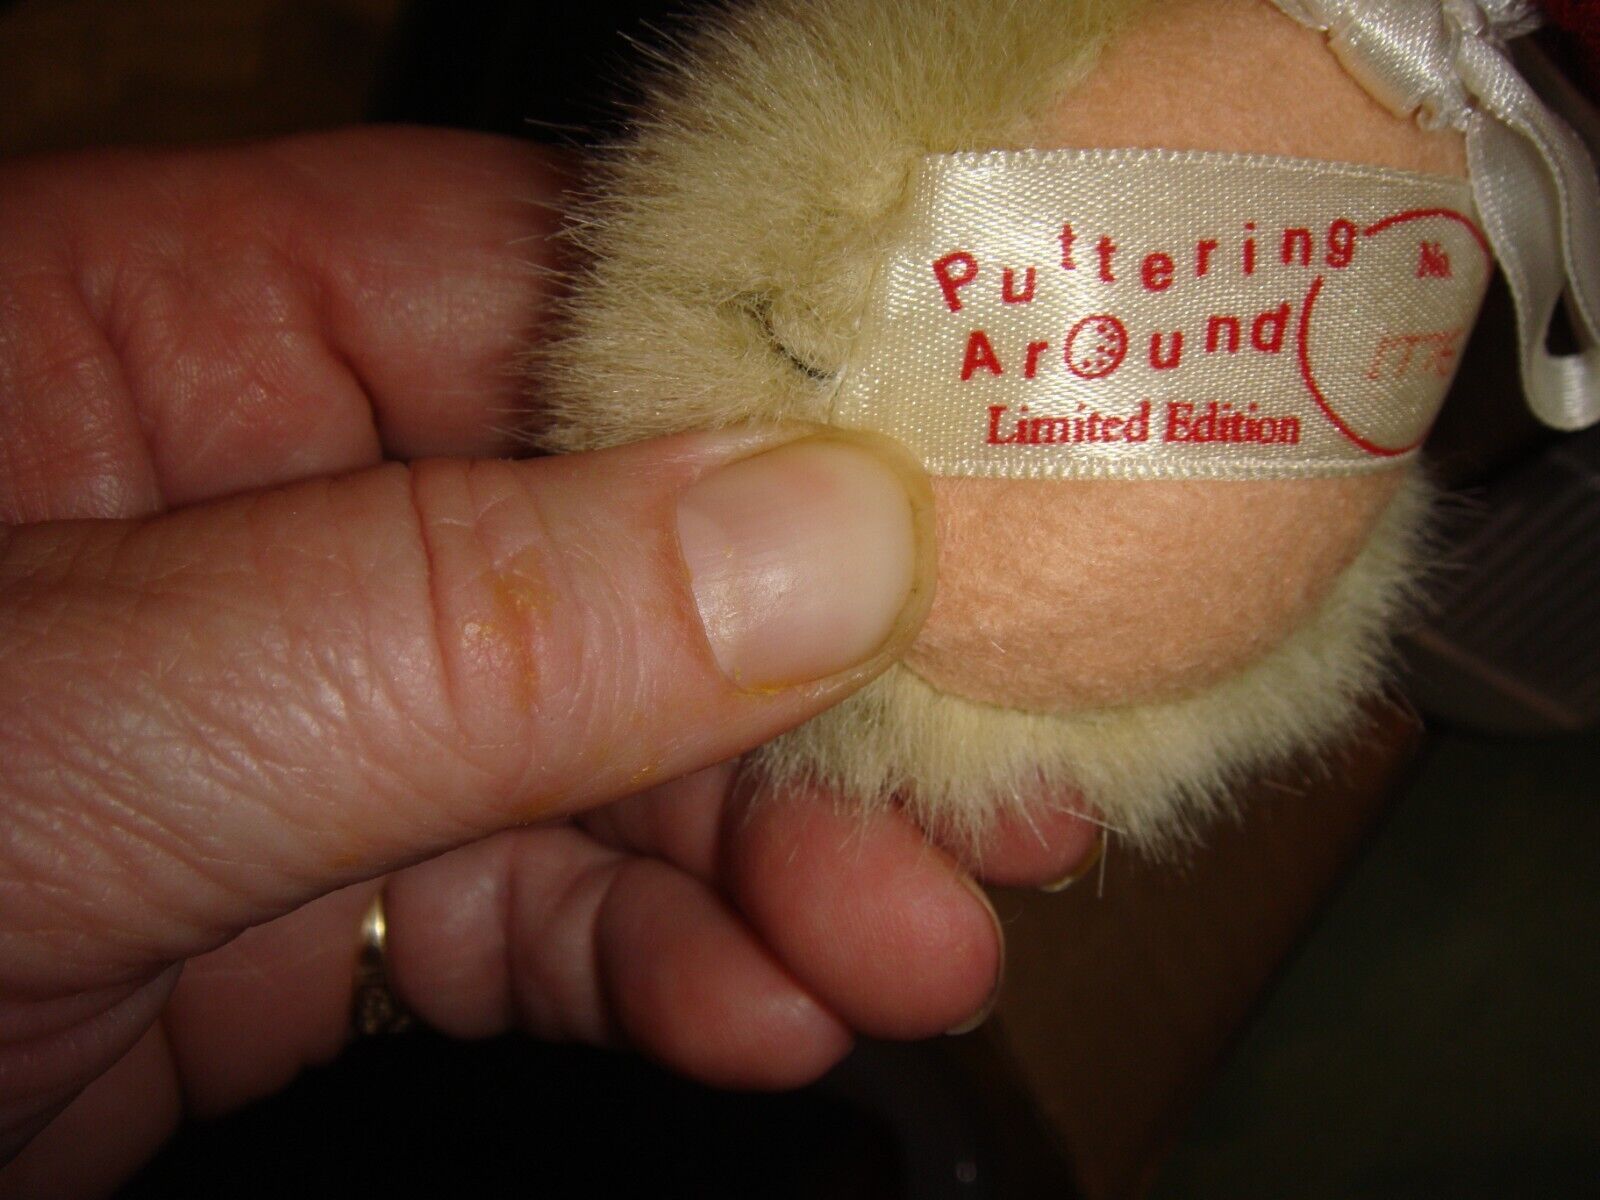 Puttering
Around
Limited Edition
No.